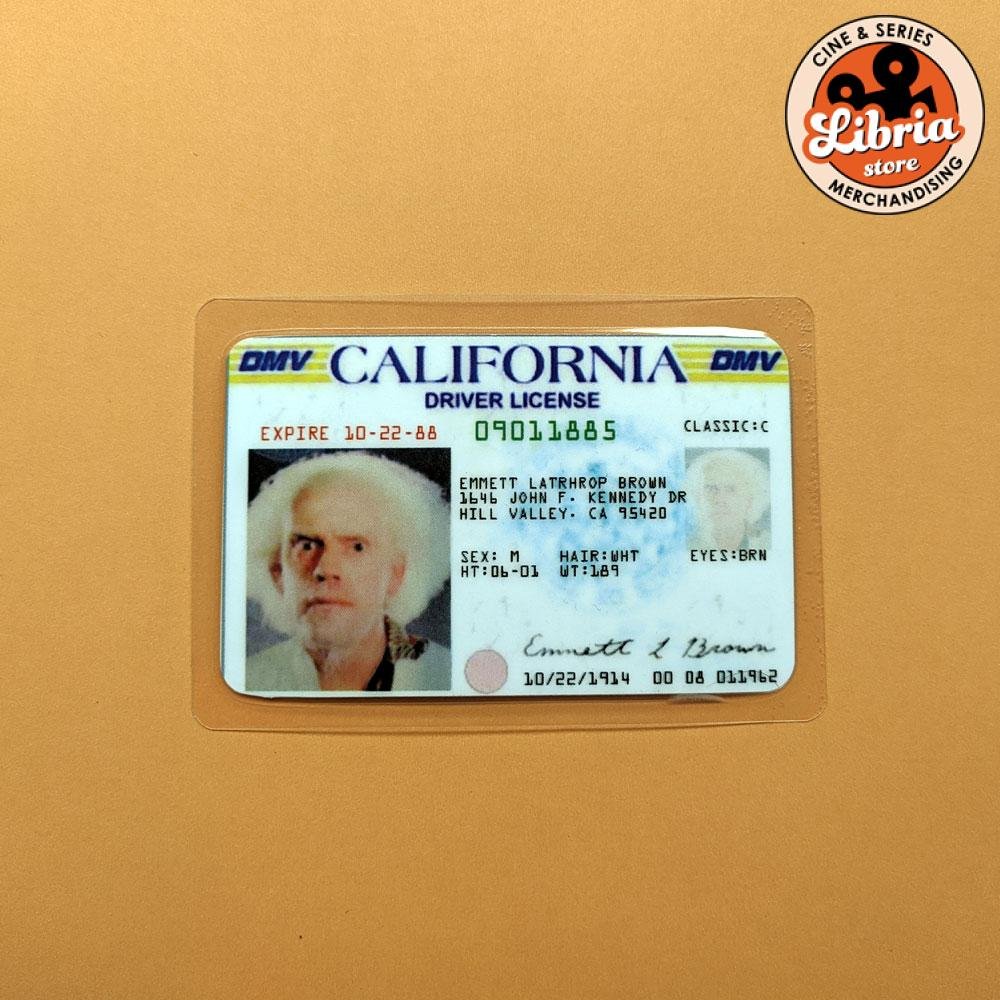 CINE & SERIES
Libria
store
MERCHANDISING
DMV CALIFORNIA DMV
DRIVER LICENSE
EXPIRE 10-22-88 09011885 CLASSIC:C
EMMETT LATRHROP BROWN
1646 JOHN F. KENNEDY DR
HILL VALLEY. CA 95420
SEX: M HAIR:WHT EYES:BRN
HT:06-01 WT:189
Emmett L Brown
10/22/1914 00 08 011962